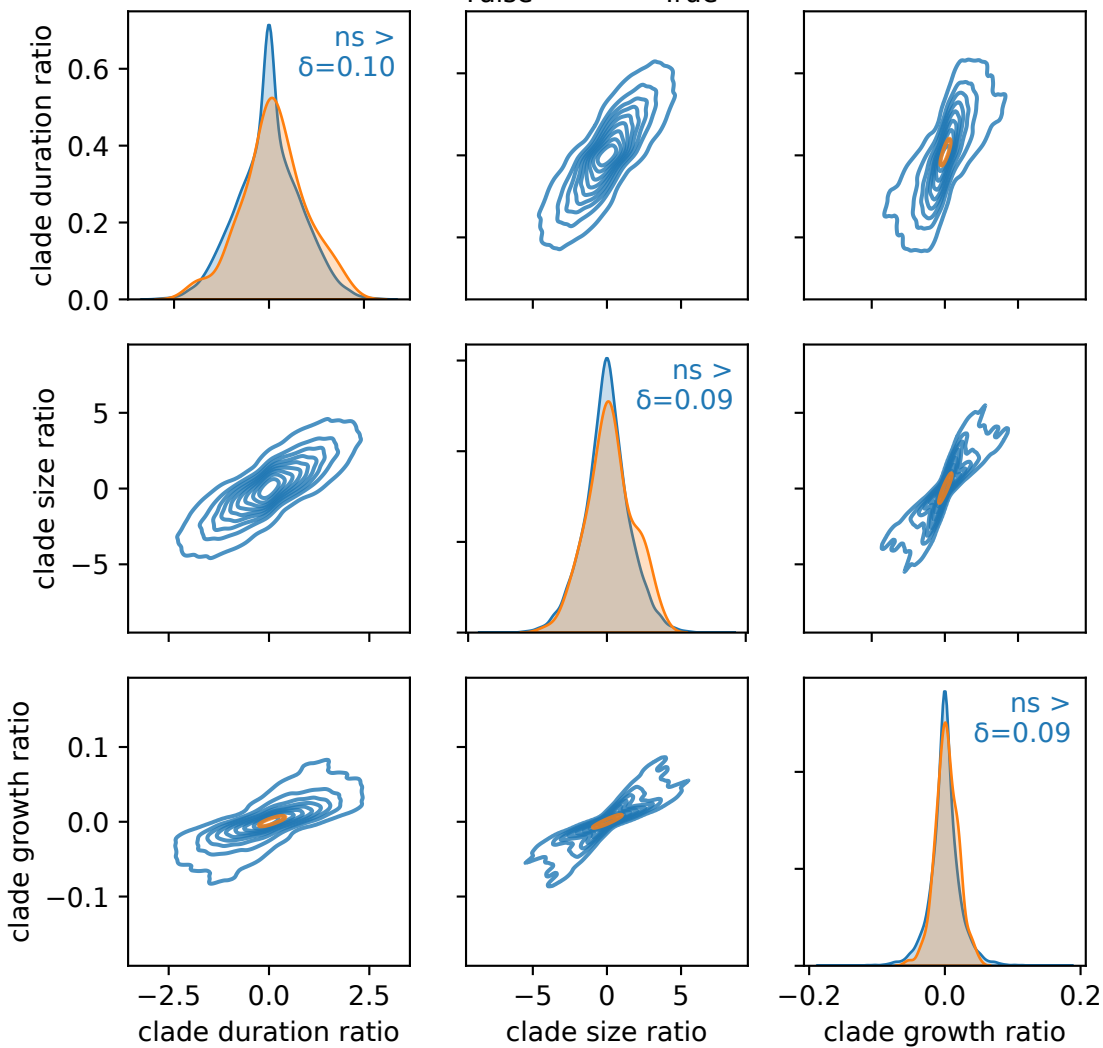 True
clade duration ratio
0.6
0.4
0.2
0.0
ns >
δ=0.10
clade size ratio
5
0
−5
ns >
δ=0.09
clade growth ratio
0.1
0.0
−0.1
ns >
δ=0.09
−2.5 0.0 2.5
−5 0 5
−0.2 0.0 0.2
clade duration ratio
clade size ratio
clade growth ratio